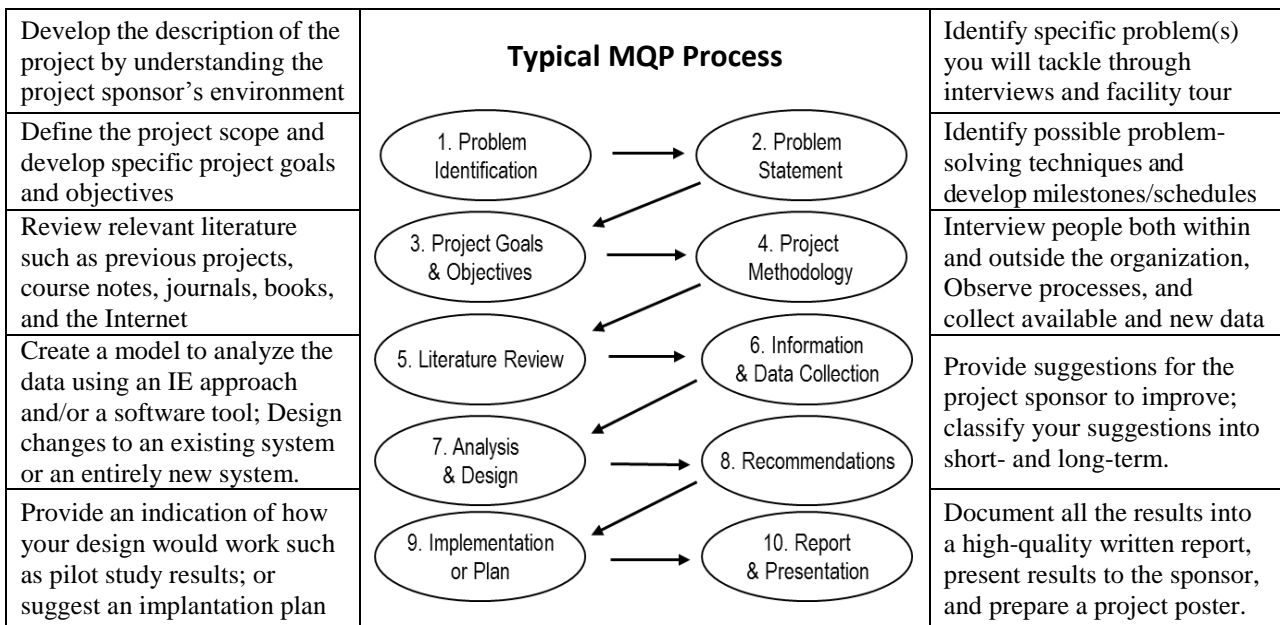 Develop the description of the
project by understanding the
project sponsor's environment
Define the project scope and
develop specific project goals
and objectives
Review relevant literature
such as previous projects,
course notes, journals, books,
and the Internet
Create a model to analyze the
data using an IE approach
and/or a software tool; Design
changes to an existing system
or an entirely new system.
Provide an indication of how
your design would work such
as pilot study results; or
suggest an implantation plan
Typical MQP Process
1. Problem
Identification
2. Problem
Statement
3. Project Goals
& Objectives
4. Project
Methodology
5. Literature Review
6. Information
& Data Collection
7. Analysis
& Design
8. Recommendations
9. Implementation
or Plan
10. Report
& Presentation
Identify specific problem(s)
you will tackle through
interviews and facility tour
Identify possible problem-
solving techniques and
develop milestones/schedules
Interview people both within
and outside the organization,
Observe processes, and
collect available and new data
Provide suggestions for the
project sponsor to improve;
classify your suggestions into
short- and long-term.
Document all the results into
a high-quality written report,
present results to the sponsor,
and prepare a project poster.